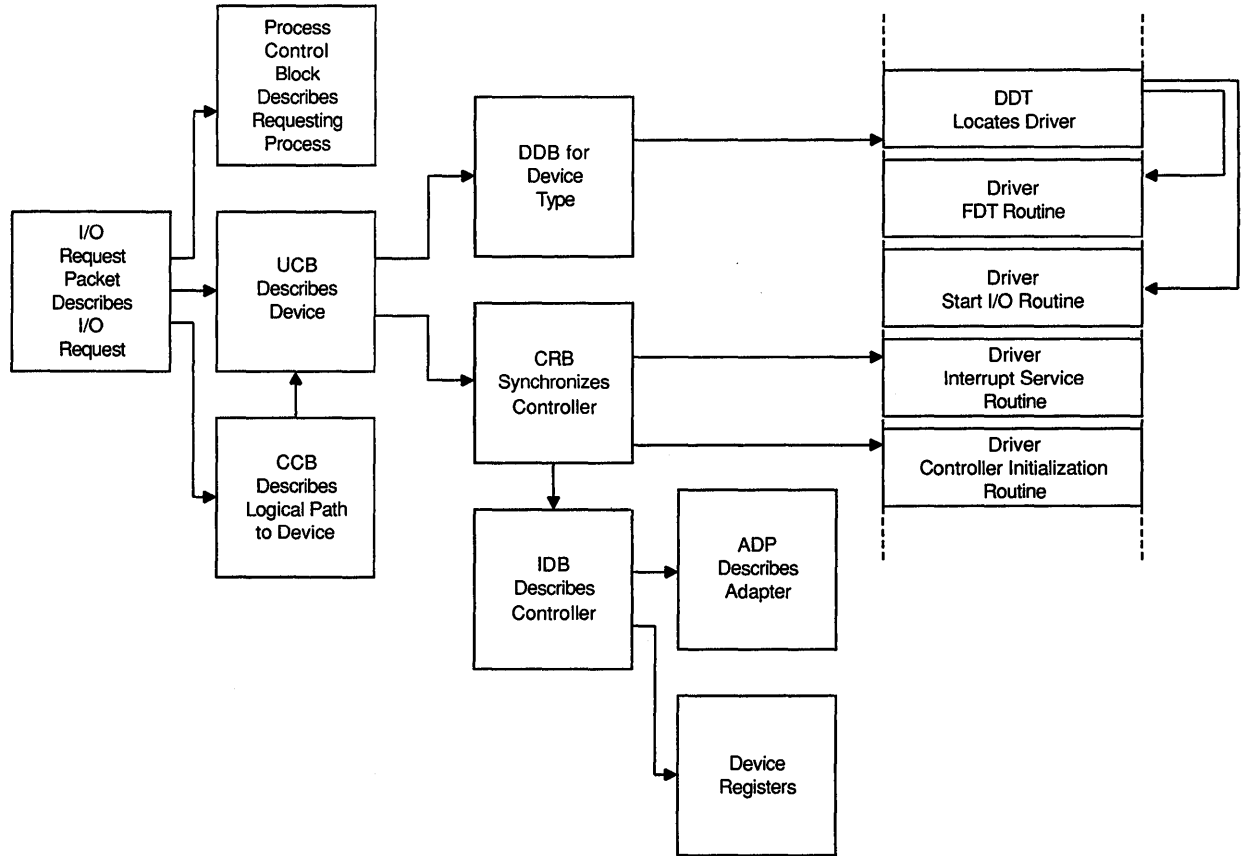 Process
Control
Block
Describes
Requesting
Process
DDT
Locates Driver
DDB for
Device
Type
Driver
FDT Routine
I/O
Request
Packet
Describes
I/O
Request
UCB
Describes
Device
Driver
Start I/O Routine
CRB
Synchronizes
Controller
Driver
Interrupt Service
Routine
CCB
Describes
Logical Path
to Device
Driver
Controller Initialization
Routine
IDB
Describes
Controller
ADP
Describes
Adapter
Device
Registers